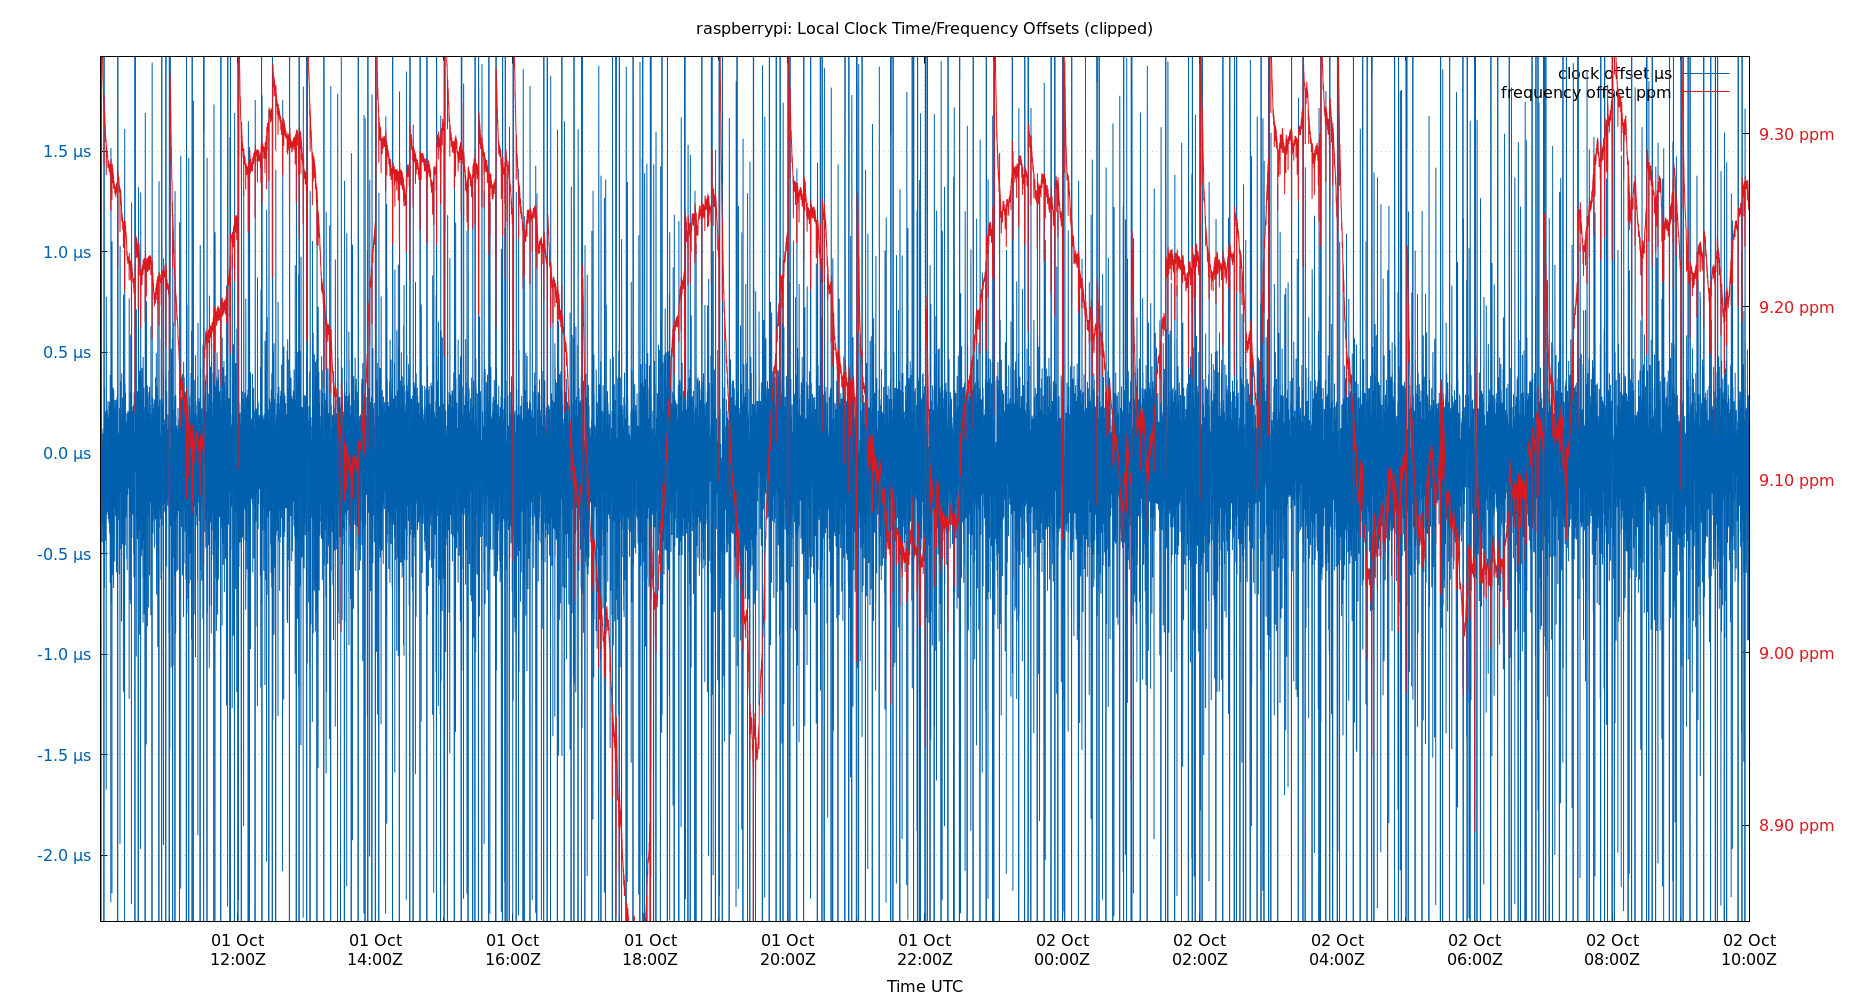 raspberrypi: Local Clock Time/Frequency Offsets (clipped)
clock offset µs
frequency offset ppm
1.5 µs
1.0 µs
0.5 µs
0.0 µs
-0.5 µs
-1.0 µs
-1.5 µs
-2.0 µs
9.30 ppm
9.20 ppm
9.10 ppm
9.00 ppm
8.90 ppm
01 Oct
12:00Z
01 Oct
14:00Z
01 Oct
16:00Z
01 Oct
18:00Z
01 Oct
20:00Z
01 Oct
22:00Z
02 Oct
00:00Z
02 Oct
02:00Z
02 Oct
04:00Z
02 Oct
06:00Z
02 Oct
08:00Z
02 Oct
10:00Z
Time UTC